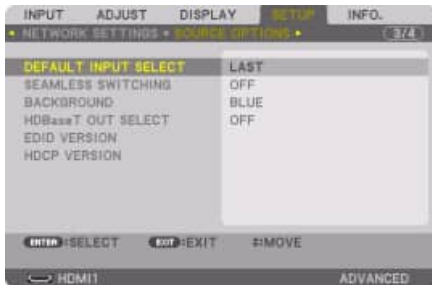 INPUT ADJUST DISPLAY SETUP INFO.
• NETWORK SETTINGS • SOURCE OPTIONS • (3/4)
DEFAULT INPUT SELECT LAST
SEAMLESS SWITCHING OFF
BACKGROUND BLUE
HDBaseT OUT SELECT OFF
EDID VERSION
HDCP VERSION
ENTER:SELECT EXIT:EXIT ↕:MOVE
HDMI1 ADVANCED